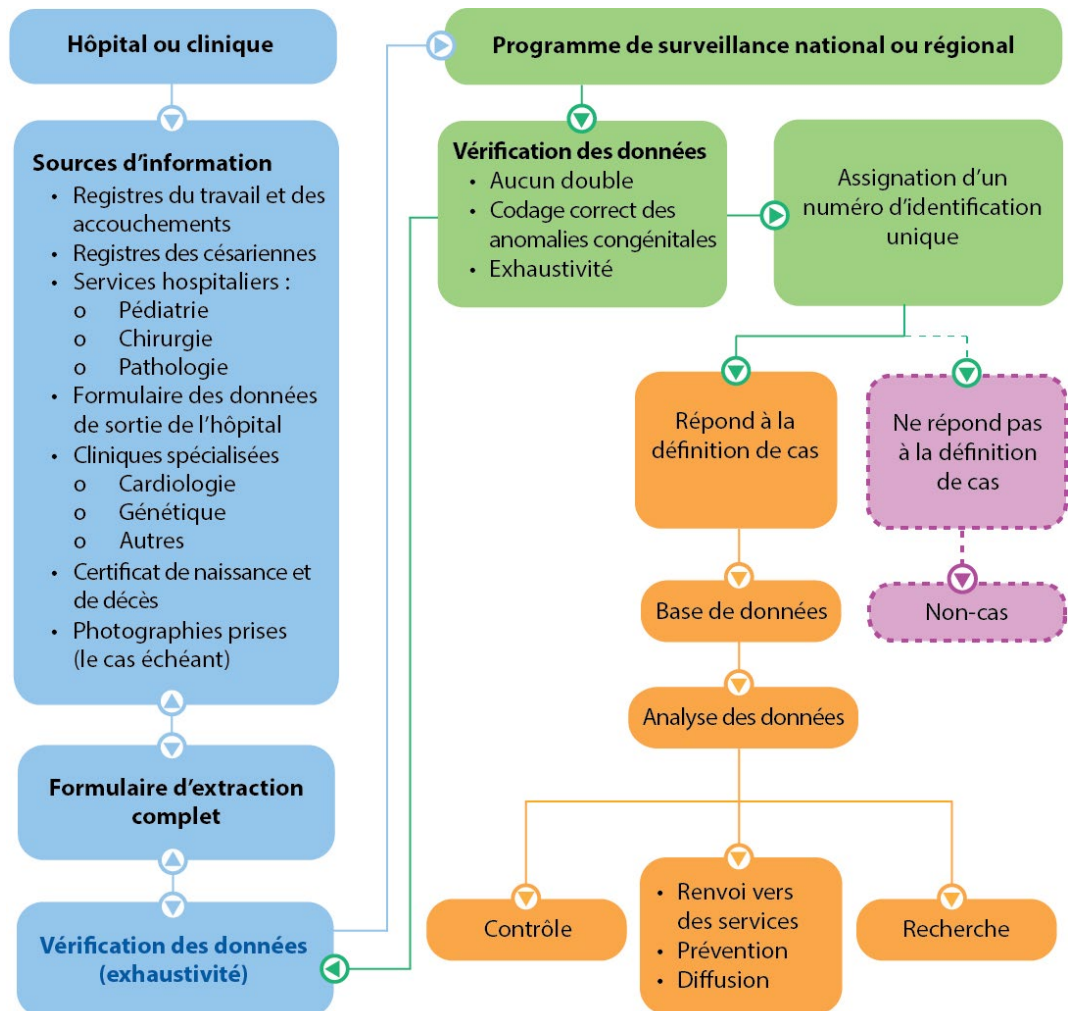 Hôpital ou clinique
Sources d'information
• Registres du travail et des
accouchements
• Registres des césariennes
• Services hospitaliers :
o Pédiatrie
o Chirurgie
o Pathologie
• Formulaire des données
de sortie de l'hôpital
• Cliniques spécialisées
o Cardiologie
o Génétique
o Autres
• Certificat de naissance et
de décès
• Photographies prises
(le cas échéant)
Formulaire d'extraction
complet
Vérification des données
(exhaustivité)
Programme de surveillance national ou régional
Vérification des données
• Aucun double
• Codage correct des
anomalies congénitales
• Exhaustivité
Assignation d'un
numéro d'identification
unique
Répond à la
définition de cas
Ne répond pas
à la définition
de cas
Base de données
Non-cas
Analyse des données
Contrôle
• Renvoi vers
des services
• Prévention
• Diffusion
Recherche